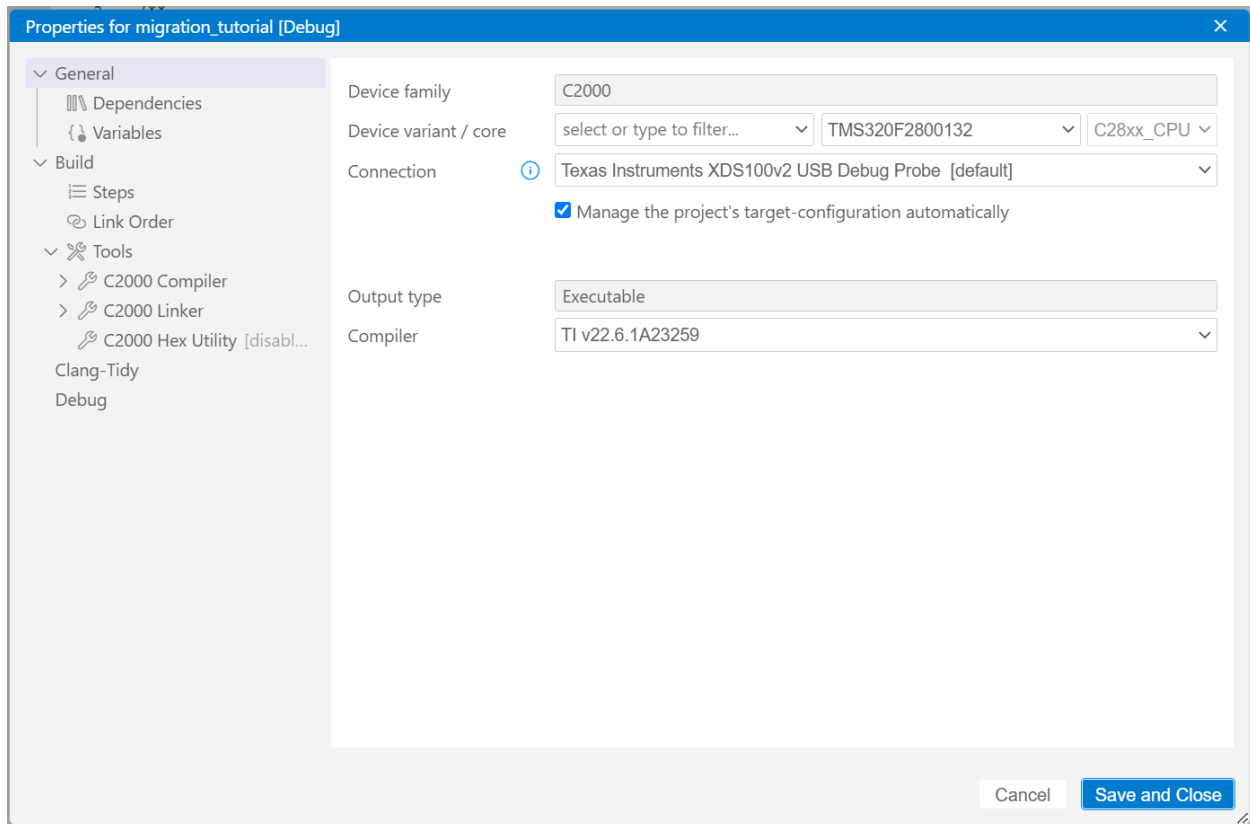 Properties for migration_tutorial [Debug]
General
Dependencies
Variables
Build
Steps
Link Order
Tools
C2000 Compiler
C2000 Linker
C2000 Hex Utility [disabl...
Clang-Tidy
Debug
Device family
C2000
Device variant / core
select or type to filter...
TMS320F2800132
C28xx_CPU
Connection
Texas Instruments XDS100v2 USB Debug Probe [default]
Manage the project's target-configuration automatically
Output type
Executable
Compiler
TI v22.6.1A23259
Cancel
Save and Close